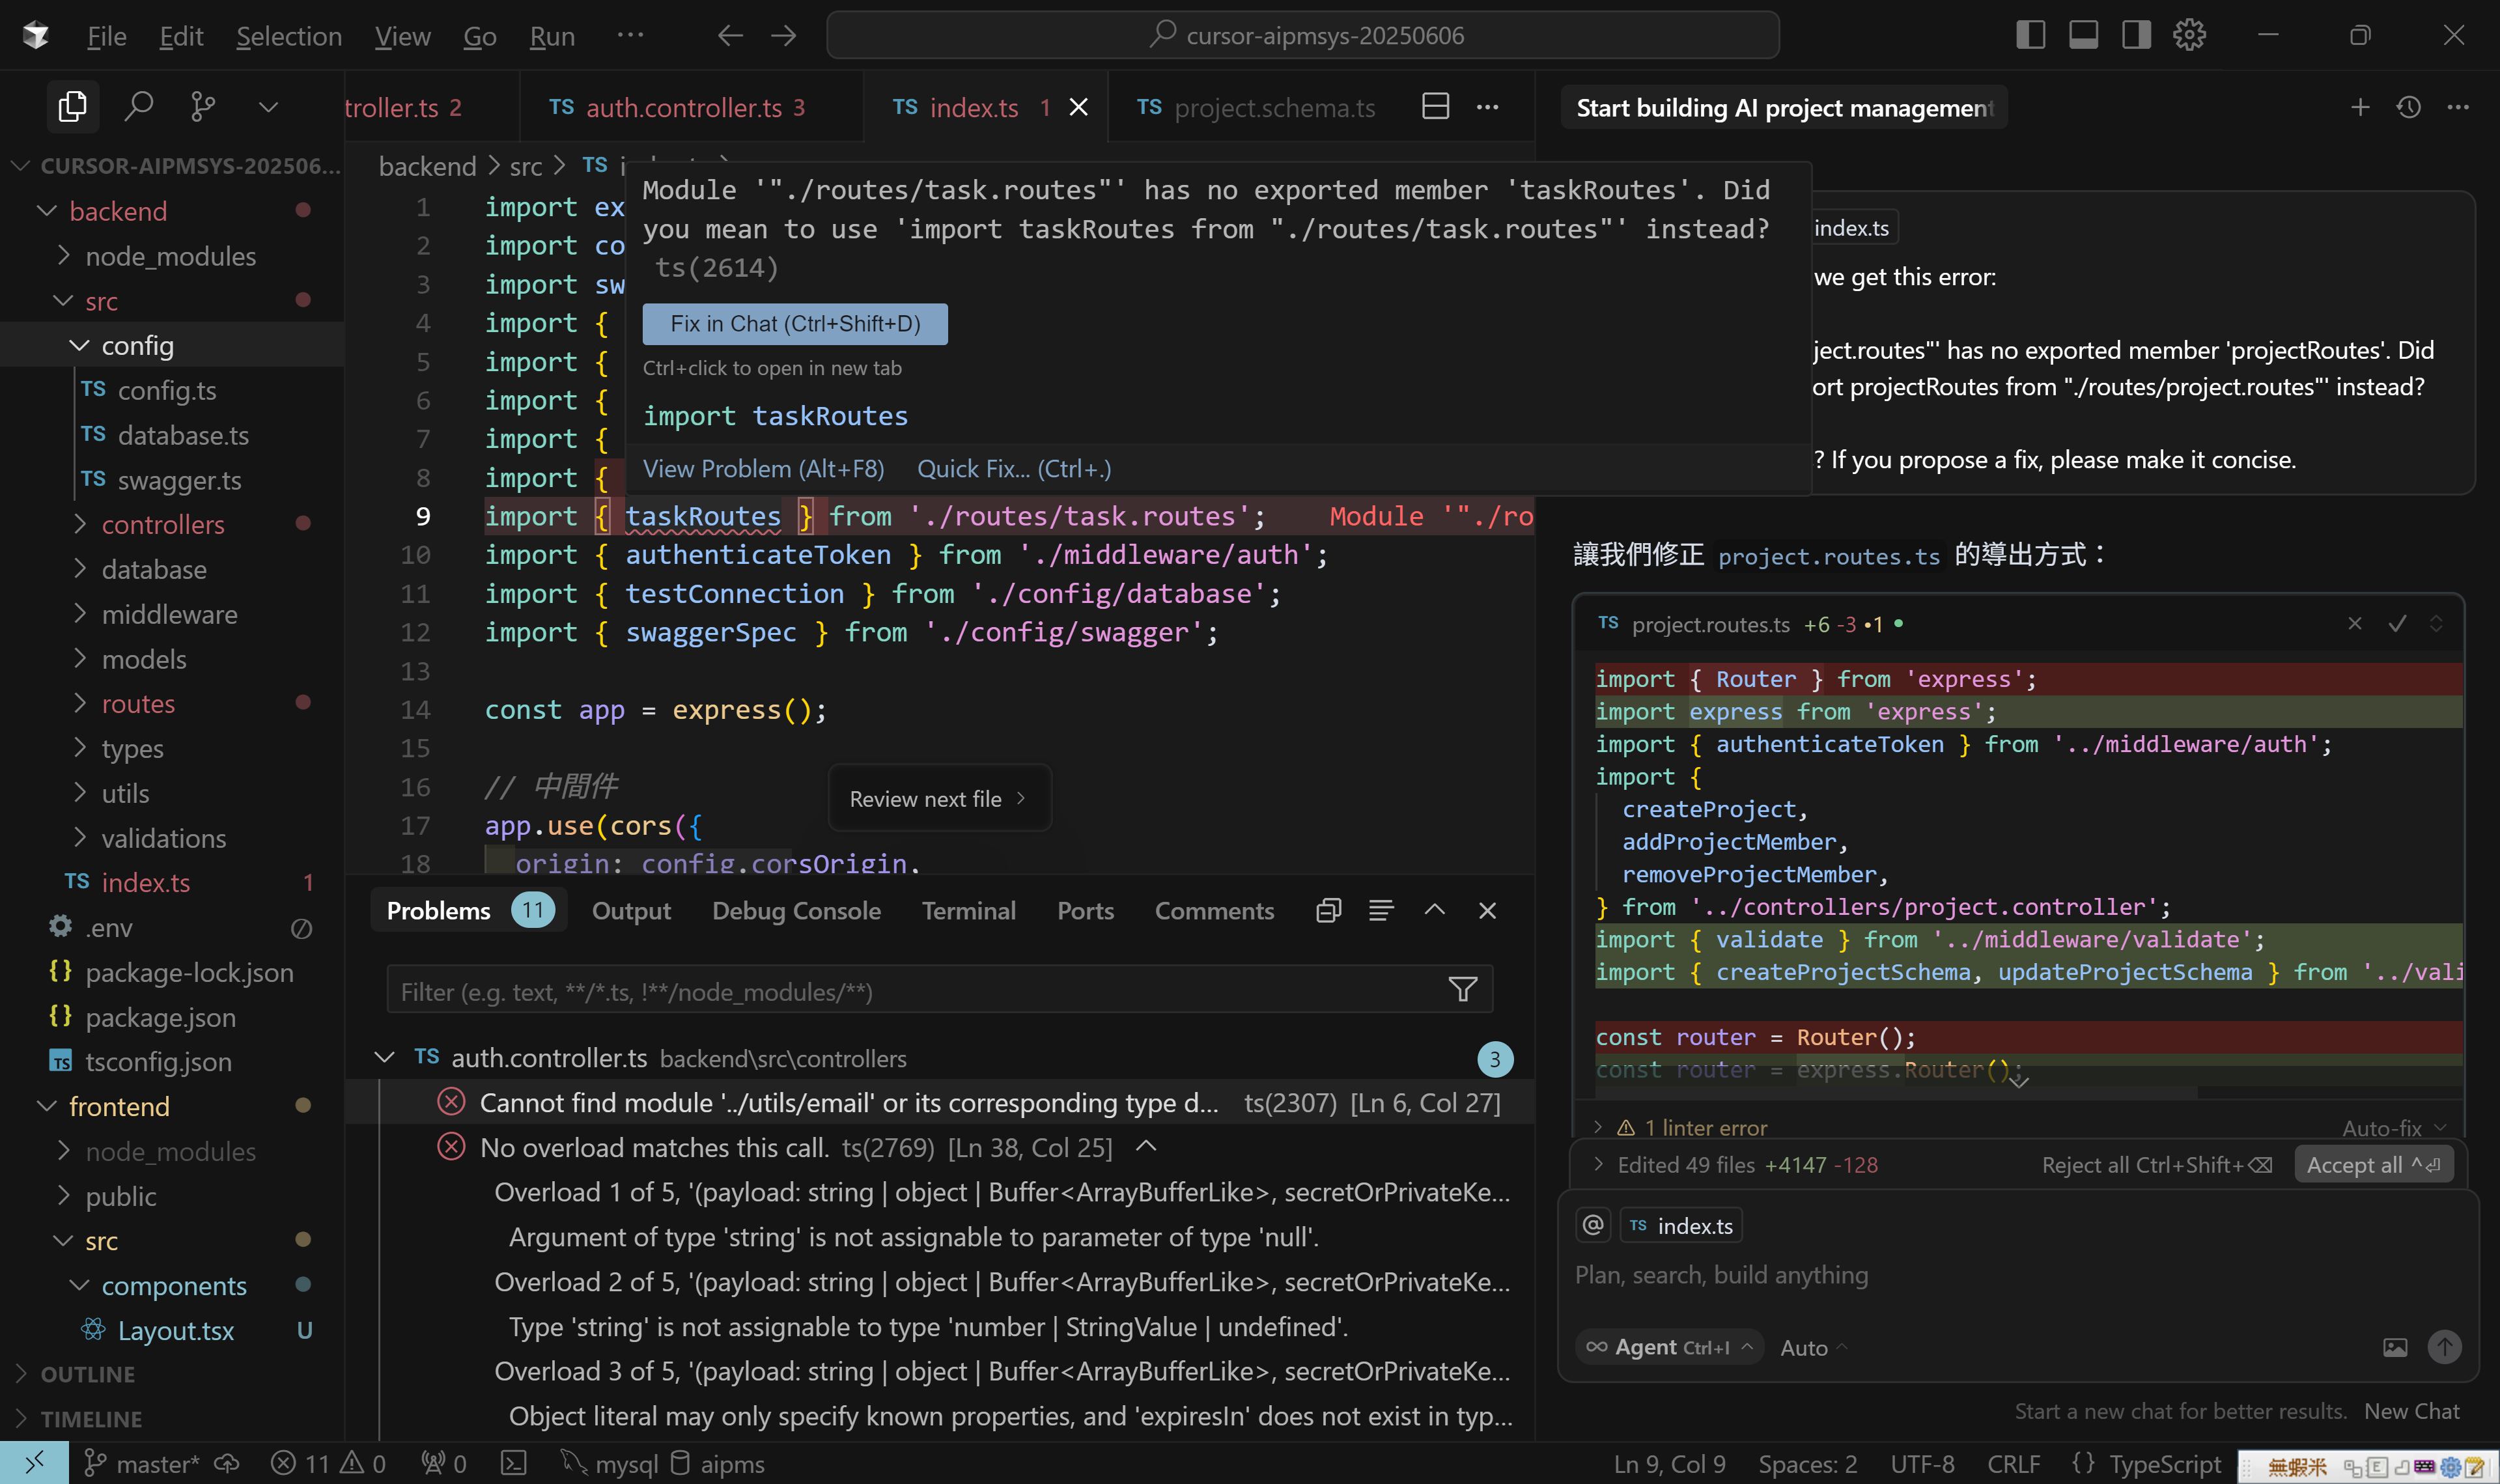 File Edit Selection View Go Run ···
cursor-aipmsys-20250606
troller.ts 2
TS auth.controller.ts 3
TS index.ts 1
TS project.schema.ts
Start building AI project management
CURSOR-AIPMSYS-202506...
backend
node_modules
src
config
TS config.ts
TS database.ts
TS swagger.ts
controllers
database
middleware
models
routes
types
utils
validations
TS index.ts 1
.env
{} package-lock.json
{} package.json
TS tsconfig.json
frontend
node_modules
public
src
components
Layout.tsx U
OUTLINE
TIMELINE
backend > src > TS
Module '"./routes/task.routes"' has no exported member 'taskRoutes'. Did
you mean to use 'import taskRoutes from "./routes/task.routes"' instead?
ts(2614)
Fix in Chat (Ctrl+Shift+D)
Ctrl+click to open in new tab
import taskRoutes
View Problem (Alt+F8) Quick Fix... (Ctrl+.)
1 import ex
2 import co
3 import sw
4 import {
5 import {
6 import {
7 import {
8 import {
9 import { taskRoutes } from './routes/task.routes'; Module '"./ro
10 import { authenticateToken } from './middleware/auth';
11 import { testConnection } from './config/database';
12 import { swaggerSpec } from './config/swagger';
13
14 const app = express();
15
16 // 中間件
17 app.use(cors({
18 origin: config.corsOrigin,
Review next file >
Problems 11 Output Debug Console Terminal Ports Comments
Filter (e.g. text, **/*.ts, !**/node_modules/**)
TS auth.controller.ts backend\src\controllers 3
Cannot find module '../utils/email' or its corresponding type d... ts(2307) [Ln 6, Col 27]
No overload matches this call. ts(2769) [Ln 38, Col 25]
Overload 1 of 5, '(payload: string | object | Buffer<ArrayBufferLike>, secretOrPrivateKe...
Argument of type 'string' is not assignable to parameter of type 'null'.
Overload 2 of 5, '(payload: string | object | Buffer<ArrayBufferLike>, secretOrPrivateKe...
Type 'string' is not assignable to type 'number | StringValue | undefined'.
Overload 3 of 5, '(payload: string | object | Buffer<ArrayBufferLike>, secretOrPrivateKe...
Object literal may only specify known properties, and 'expiresIn' does not exist in typ...
index.ts
we get this error:
ject.routes"' has no exported member 'projectRoutes'. Did
ort projectRoutes from "./routes/project.routes"' instead?
? If you propose a fix, please make it concise.
讓我們修正 project.routes.ts 的導出方式：
TS project.routes.ts +6 -3 •1 •
import { Router } from 'express';
import express from 'express';
import { authenticateToken } from '../middleware/auth';
import {
createProject,
addProjectMember,
removeProjectMember,
} from '../controllers/project.controller';
import { validate } from '../middleware/validate';
import { createProjectSchema, updateProjectSchema } from '../vali
const router = Router();
const router = express.Router();
1 linter error Auto-fix
Edited 49 files +4147 -128 Reject all Ctrl+Shift+⌫ Accept all ^⏎
@ TS index.ts
Plan, search, build anything
∞ Agent Ctrl+I Auto
Start a new chat for better results. New Chat
master* 11 0 0 mysql aipms
Ln 9, Col 9 Spaces: 2 UTF-8 CRLF {} TypeScript
無蝦米 E